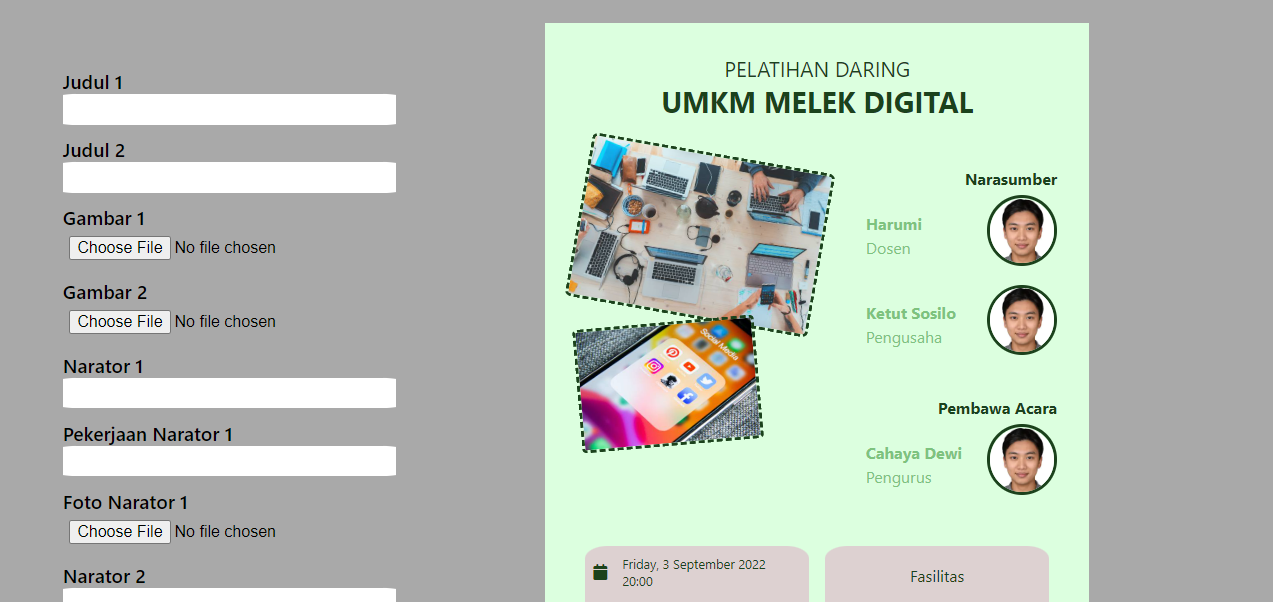 Judul 1
Judul 2
Gambar 1
Choose File No file chosen
Gambar 2
Choose File No file chosen
Narator 1
Pekerjaan Narator 1
Foto Narator 1
Choose File No file chosen
Narator 2
PELATIHAN DARING
UMKM MELEK DIGITAL
Social Media
Narasumber
Harumi
Dosen
Ketut Sosilo
Pengusaha
Pembawa Acara
Cahaya Dewi
Pengurus
Friday, 3 September 2022
20:00
Fasilitas